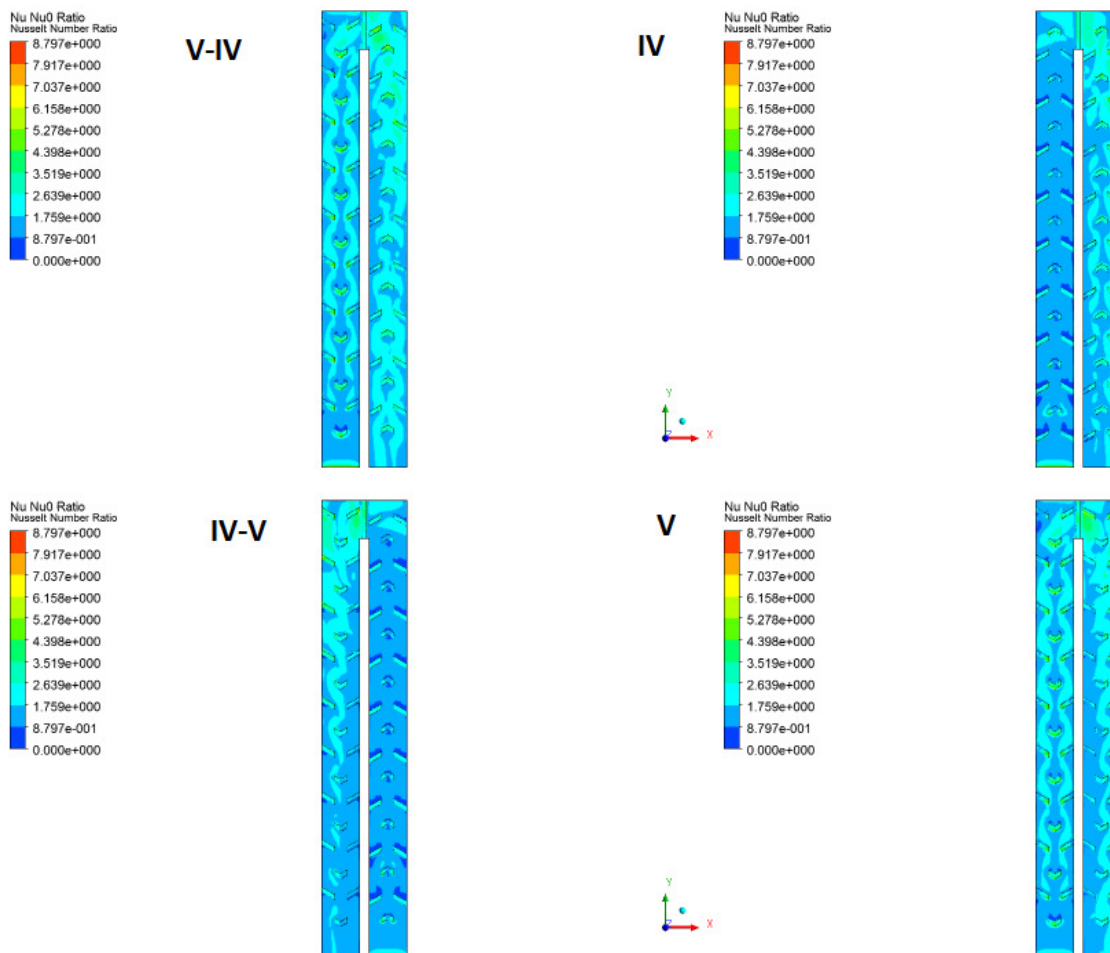 Nu Nu0 Ratio
Nusselt Number Ratio
8.797e+000
7.917e+000
7.037e+000
6.158e+000
5.278e+000
4.398e+000
3.519e+000
2.639e+000
1.759e+000
8.797e-001
0.000e+000
V-IV
IV
Nu Nu0 Ratio
Nusselt Number Ratio
8.797e+000
7.917e+000
7.037e+000
6.158e+000
5.278e+000
4.398e+000
3.519e+000
2.639e+000
1.759e+000
8.797e-001
0.000e+000
Y
Z
X
Nu Nu0 Ratio
Nusselt Number Ratio
8.797e+000
7.917e+000
7.037e+000
6.158e+000
5.278e+000
4.398e+000
3.519e+000
2.639e+000
1.759e+000
8.797e-001
0.000e+000
IV-V
V
Nu Nu0 Ratio
Nusselt Number Ratio
8.797e+000
7.917e+000
7.037e+000
6.158e+000
5.278e+000
4.398e+000
3.519e+000
2.639e+000
1.759e+000
8.797e-001
0.000e+000
Y
Z
X